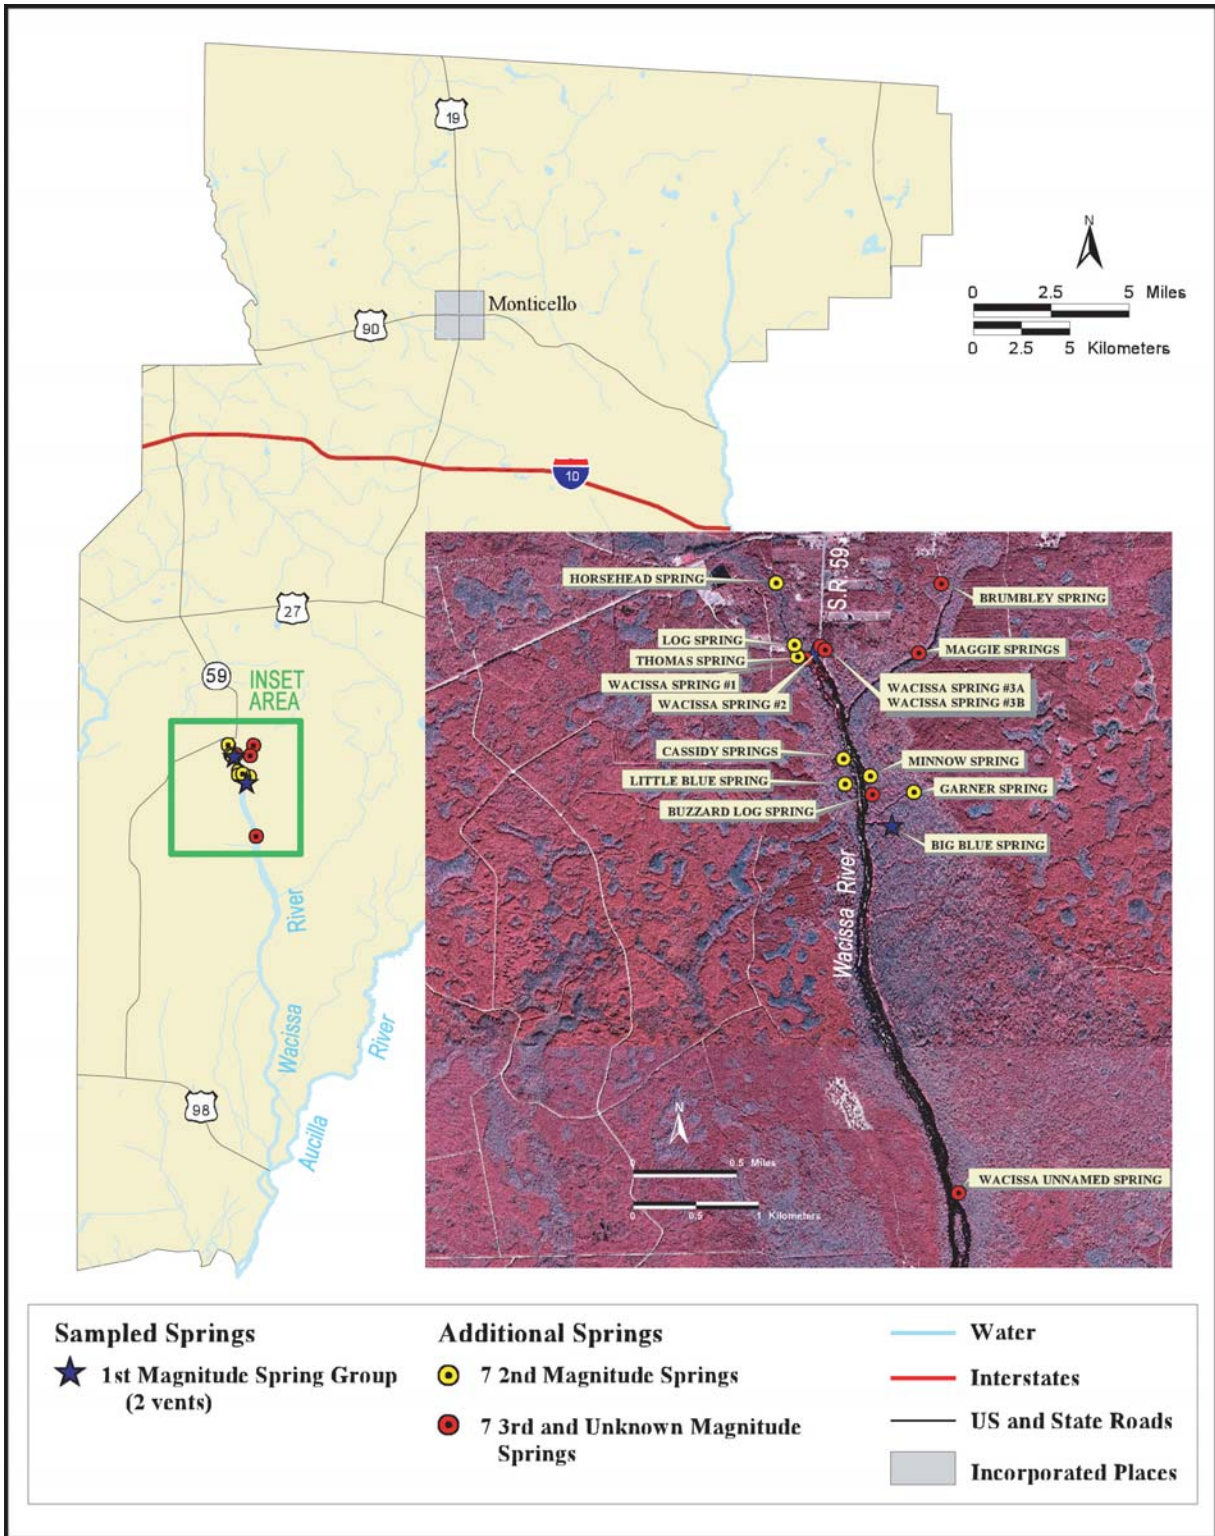 19
N
0 2.5 5 Miles
0 2.5 5 Kilometers
Monticello
90
10
27
59
INSET
AREA
S.R. 59
HORSEHEAD SPRING
BRUMBLEY SPRING
LOG SPRING
THOMAS SPRING
MAGGIE SPRINGS
WACISSA SPRING #1
WACISSA SPRING #2
WACISSA SPRING #3A
WACISSA SPRING #3B
CASSIDY SPRINGS
MINNOW SPRING
LITTLE BLUE SPRING
GARNER SPRING
BUZZARD LOG SPRING
BIG BLUE SPRING
Wacissa River
Wacissa River
Aucilla River
98
N
0 0.5 Miles
0 0.5 1 Kilometers
WACISSA UNNAMED SPRING
Sampled Springs
1st Magnitude Spring Group
(2 vents)
Additional Springs
7 2nd Magnitude Springs
7 3rd and Unknown Magnitude
Springs
Water
Interstates
US and State Roads
Incorporated Places